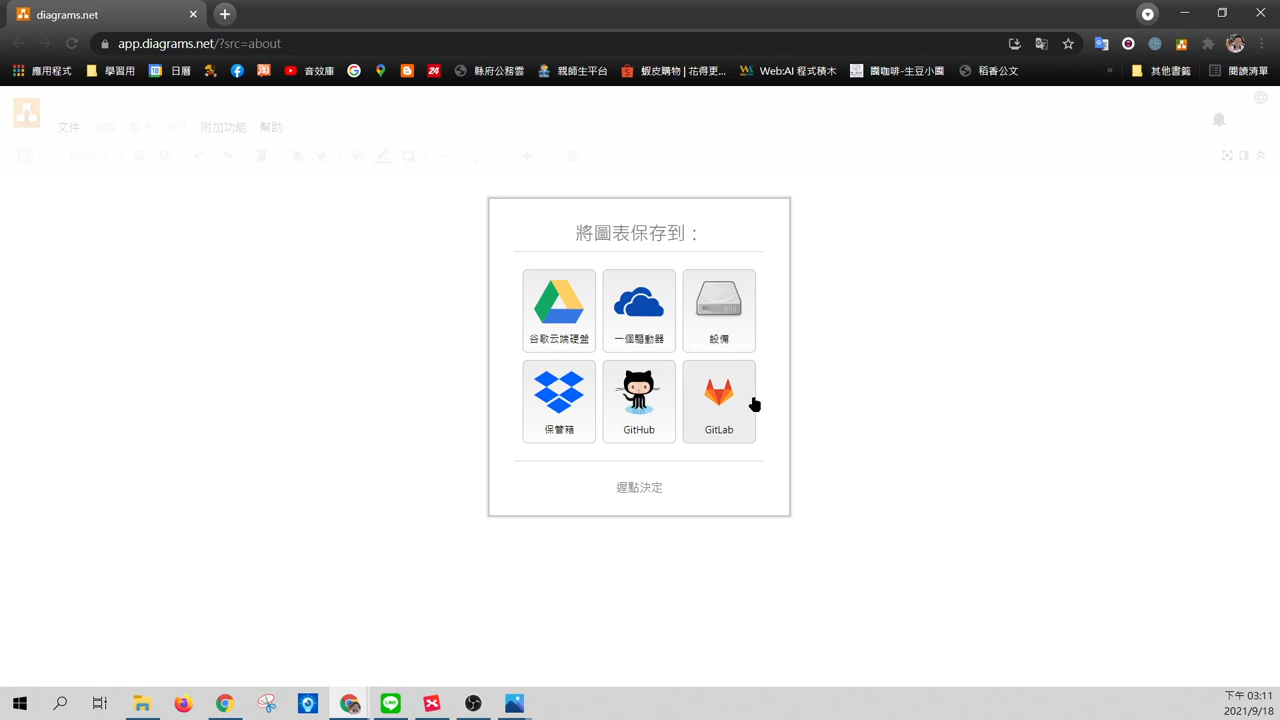 diagrams.net
app.diagrams.net/?src=about
應用程式
學習用
日曆
音效庫
縣府公務雲
親師生平台
蝦皮購物 | 花得更...
Web:AI 程式積木
國咖啡-生豆小園
稻香公文
»
其他書籤
閱讀清單
文件
附加功能
幫助
將圖表保存到：
谷歌云端硬盤
一個驅動器
設備
保管箱
GitHub
GitLab
遲點決定
下午 03:11
2021/9/18